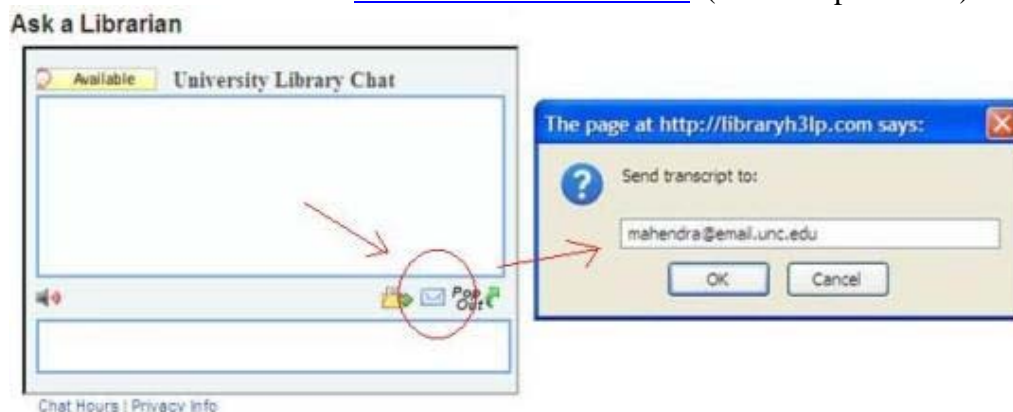 Ask a Librarian
Available University Library Chat
Pop Out
Chat Hours | Privacy Info
The page at http://libraryh3lp.com says:
Send transcript to:
mahendra@email.unc.edu
OK Cancel